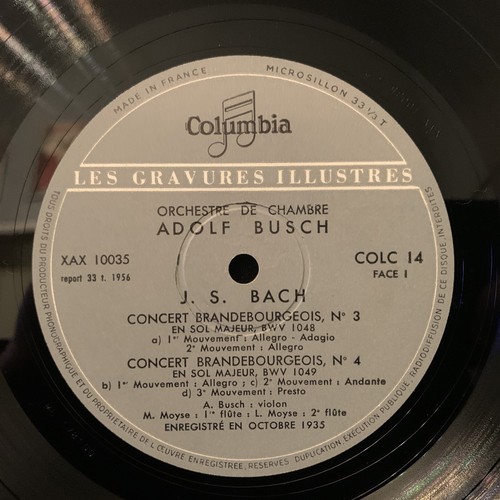 MADE IN FRANCE
MICROSILLON 33 1/3 T
Columbia
LES GRAVURES ILLUSTRES
ORCHESTRE DE CHAMBRE
ADOLF BUSCH
XAX 10035
COLC 14
report 33 t. 1956
FACE I
J. S. BACH
CONCERT BRANDEBOURGEOIS, N° 3
EN SOL MAJEUR, BWV 1048
a) 1er Mouvement : Allegro - Adagio
2e Mouvement : Allegro
CONCERT BRANDEBOURGEOIS, N° 4
EN SOL MAJEUR, BWV 1049
b) 1er Mouvement : Allegro ; c) 2e Mouvement : Andante
d) 3e Mouvement : Presto
A. Busch : violon
M. Moyse : 1re flûte ; L. Moyse : 2e flûte
ENREGISTRÉ EN OCTOBRE 1935
TOUS DROITS DU PRODUCTEUR PHONOGRAPHIQUE ET DU PROPRIETAIRE DE L'ŒUVRE ENREGISTREE, RESERVES DUPLICATION EXECUTION PUBLIQUE, RADIODIFFUSION DE CE DISQUE INTERDITES